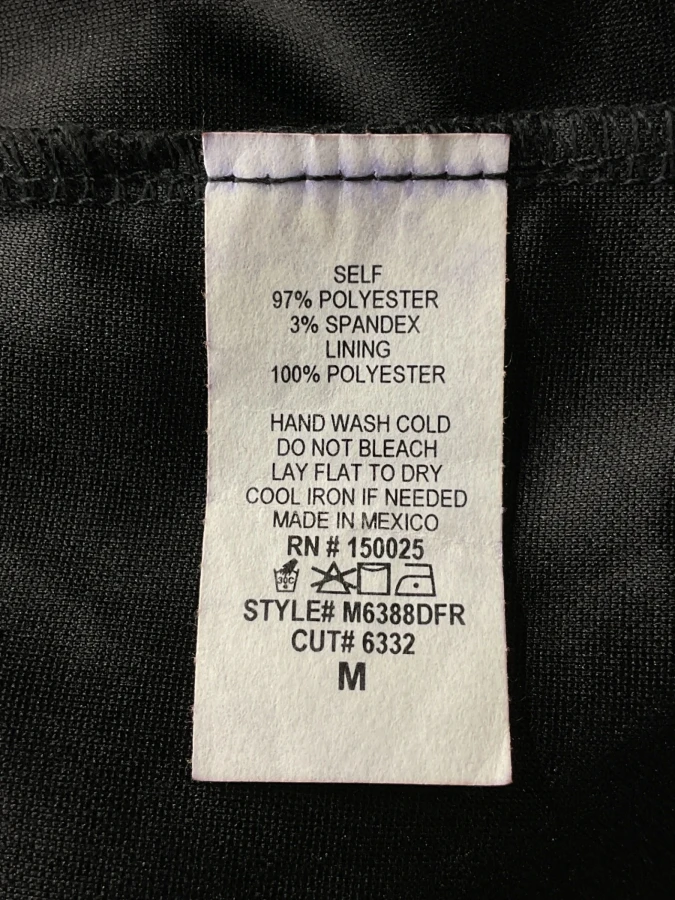 SELF
97% POLYESTER
3% SPANDEX
LINING
100% POLYESTER
HAND WASH COLD
DO NOT BLEACH
LAY FLAT TO DRY
COOL IRON IF NEEDED
MADE IN MEXICO
RN # 150025
30C
STYLE# M6388DFR
CUT# 6332
M